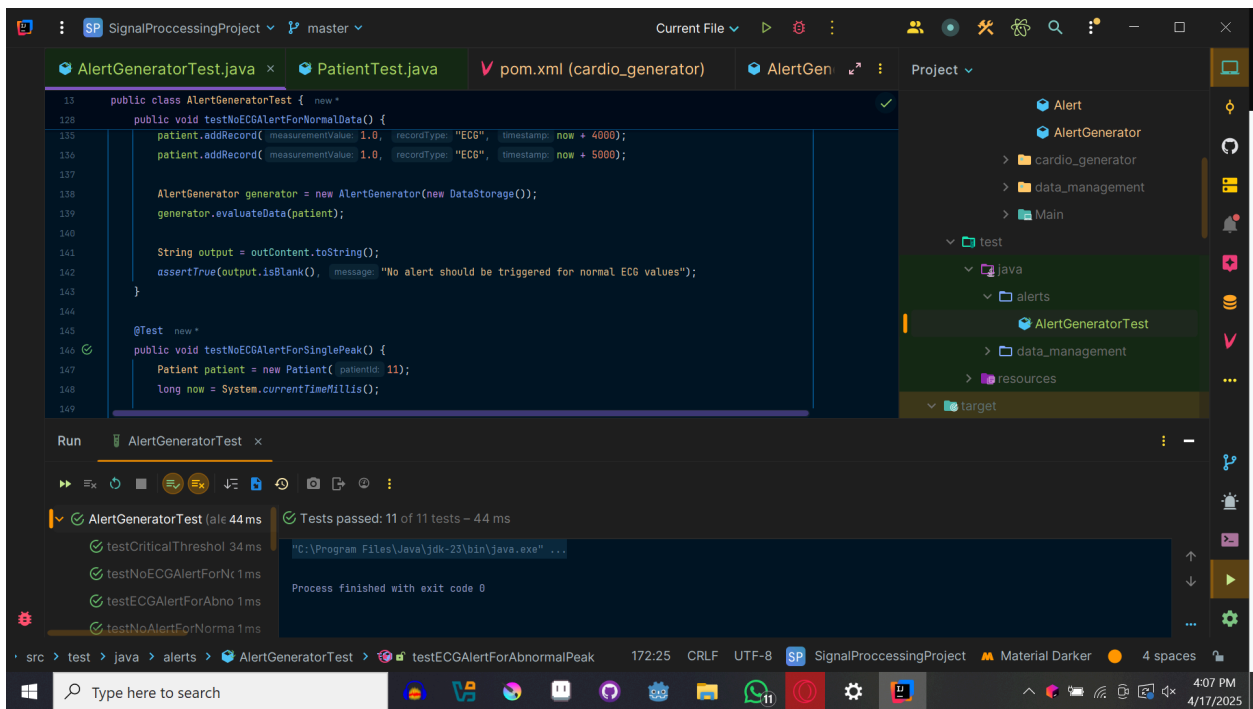 SP SignalProccessingProject master Current File
AlertGeneratorTest.java × PatientTest.java pom.xml (cardio_generator) AlertGen Project
13 public class AlertGeneratorTest { new *
128 public void testNoECGAlertForNormalData() {
135 patient.addRecord( measurementValue: 1.0, recordType: "ECG", timestamp: now + 4000);
136 patient.addRecord( measurementValue: 1.0, recordType: "ECG", timestamp: now + 5000);
137
138 AlertGenerator generator = new AlertGenerator(new DataStorage());
139 generator.evaluateData(patient);
140
141 String output = outContent.toString();
142 assertTrue(output.isBlank(), message: "No alert should be triggered for normal ECG values");
143 }
144
145 @Test new *
146 public void testNoECGAlertForSinglePeak() {
147 Patient patient = new Patient( patientId: 11);
148 long now = System.currentTimeMillis();
149
Alert
AlertGenerator
cardio_generator
data_management
Main
test
java
alerts
AlertGeneratorTest
data_management
resources
target
Run AlertGeneratorTest ×
AlertGeneratorTest (ale 44 ms
testCriticalThreshol 34 ms
testNoECGAlertForNo 1 ms
testECGAlertForAbno 1 ms
testNoAlertForNorma 1 ms
Tests passed: 11 of 11 tests – 44 ms
"C:\Program Files\Java\jdk-23\bin\java.exe" ...
Process finished with exit code 0
src > test > java > alerts > AlertGeneratorTest > testECGAlertForAbnormalPeak 172:25 CRLF UTF-8 SP SignalProccessingProject Material Darker 4 spaces
Type here to search
11
4:07 PM
4/17/2025